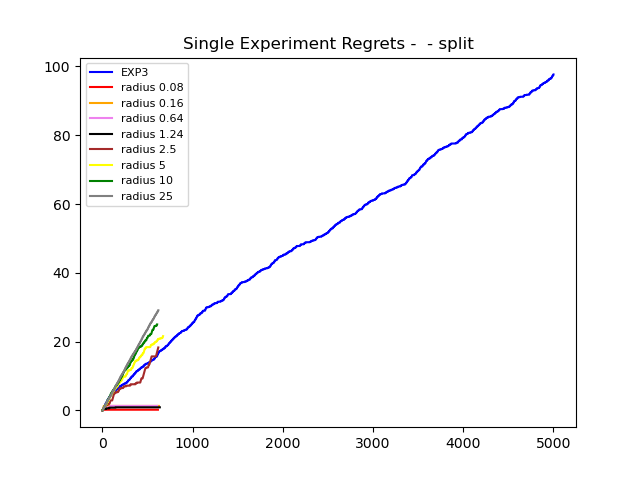 Single Experiment Regrets -  - split
100
80
60
40
20
0
EXP3
radius 0.08
radius 0.16
radius 0.64
radius 1.24
radius 2.5
radius 5
radius 10
radius 25
0 1000 2000 3000 4000 5000